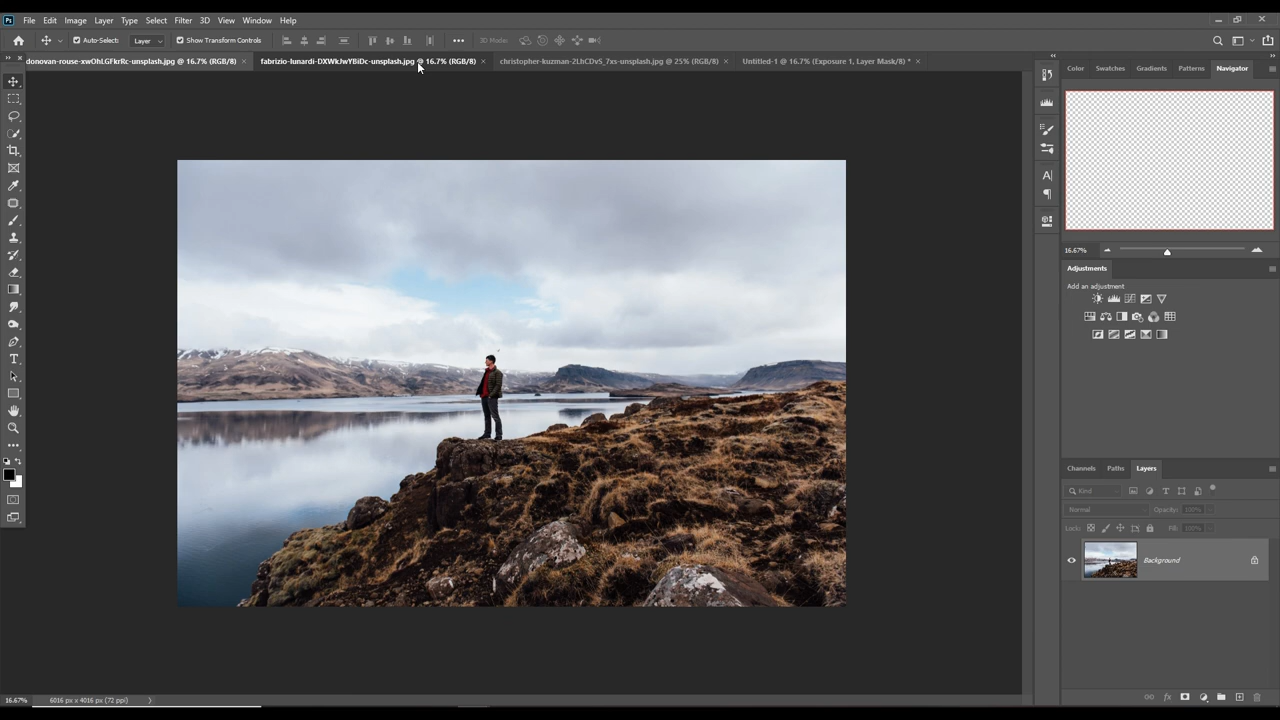 Ps File Edit Image Layer Type Select Filter 3D View Window Help
Auto-Select: Layer Show Transform Controls 3D Mode:
donovan-rouse-xwOhLGFkrRc-unsplash.jpg @ 16.7% (RGB/8) × fabrizio-lunardi-DXWkJwYBiDc-unsplash.jpg @ 16.7% (RGB/8) × christopher-kuzman-2LhCDvS_7xs-unsplash.jpg @ 25% (RGB/8) × Untitled-1 @ 16.7% (Exposure 1, Layer Mask/8) * ×
Color Swatches Gradients Patterns Navigator
16.67%
Adjustments
Add an adjustment
Channels Paths Layers
Kind
Normal Opacity: 100%
Lock: Fill: 100%
Background
16.67% 6016 px x 4016 px (72 ppi)